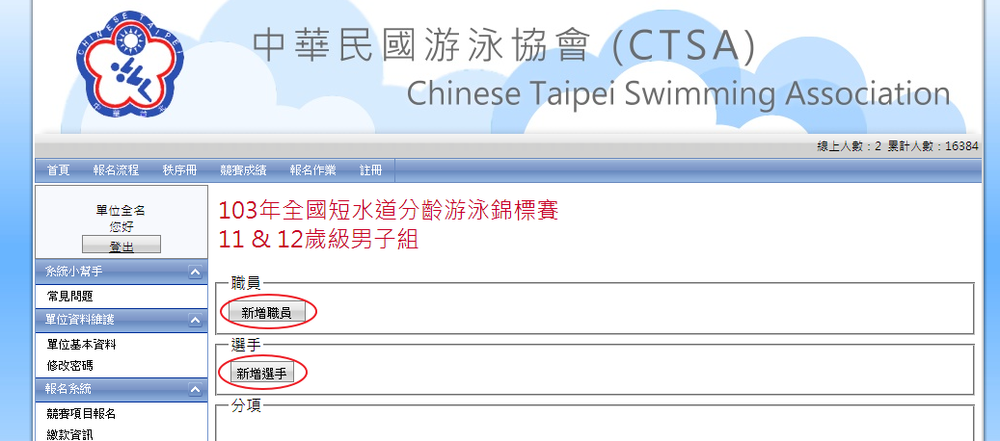 CHINESE TAIPEI
中華台北
中華民國游泳協會 (CTSA)
Chinese Taipei Swimming Association
線上人數：2 累計人數：16384
首頁 報名流程 秩序冊 競賽成績 報名作業 註冊
單位全名
您好
登出
系統小幫手
常見問題
單位資料維護
單位基本資料
修改密碼
報名系統
競賽項目報名
繳款資訊
103年全國短水道分齡游泳錦標賽
11 & 12歲級男子組
職員
新增職員
選手
新增選手
分項